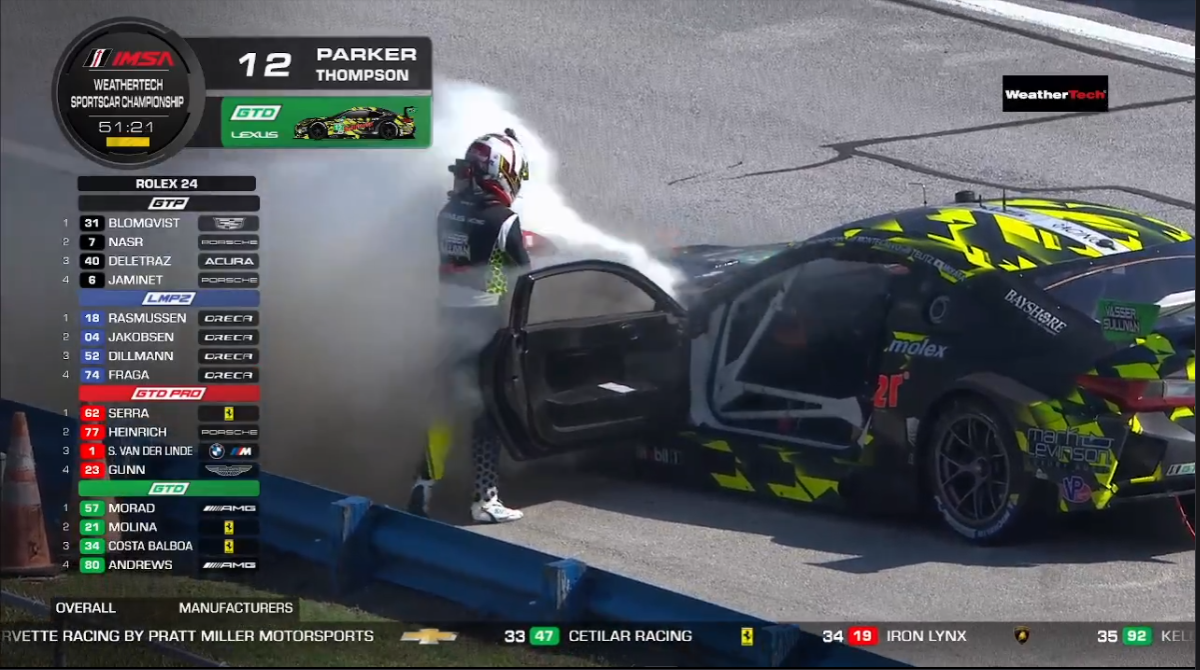 IMSA
WEATHERTECH
SPORTSCAR CHAMPIONSHIP
51:21
12 PARKER
THOMPSON
GTD
LEXUS
WeatherTech
ROLEX 24
GTP
1 31 BLOMQVIST
2 7 NASR PORSCHE
3 40 DELETRAZ ACURA
4 6 JAMINET PORSCHE
LMP2
1 18 RASMUSSEN ORECA
2 04 JAKOBSEN ORECA
3 52 DILLMANN ORECA
4 74 FRAGA ORECA
GTD PRO
1 62 SERRA
2 77 HEINRICH PORSCHE
3 1 S. VAN DER LINDE M
4 23 GUNN
GTD
1 57 MORAD AMG
2 21 MOLINA
3 34 COSTA BALBOA
4 80 ANDREWS AMG
BAYSHORE
VASSER
SULLIVAN
molex
Mobil 1
mark
Levinson
VP
OVERALL MANUFACTURERS
RVETTE RACING BY PRATT MILLER MOTORSPORTS 33 47 CETILAR RACING 34 19 IRON LYNX 35 92 KEL